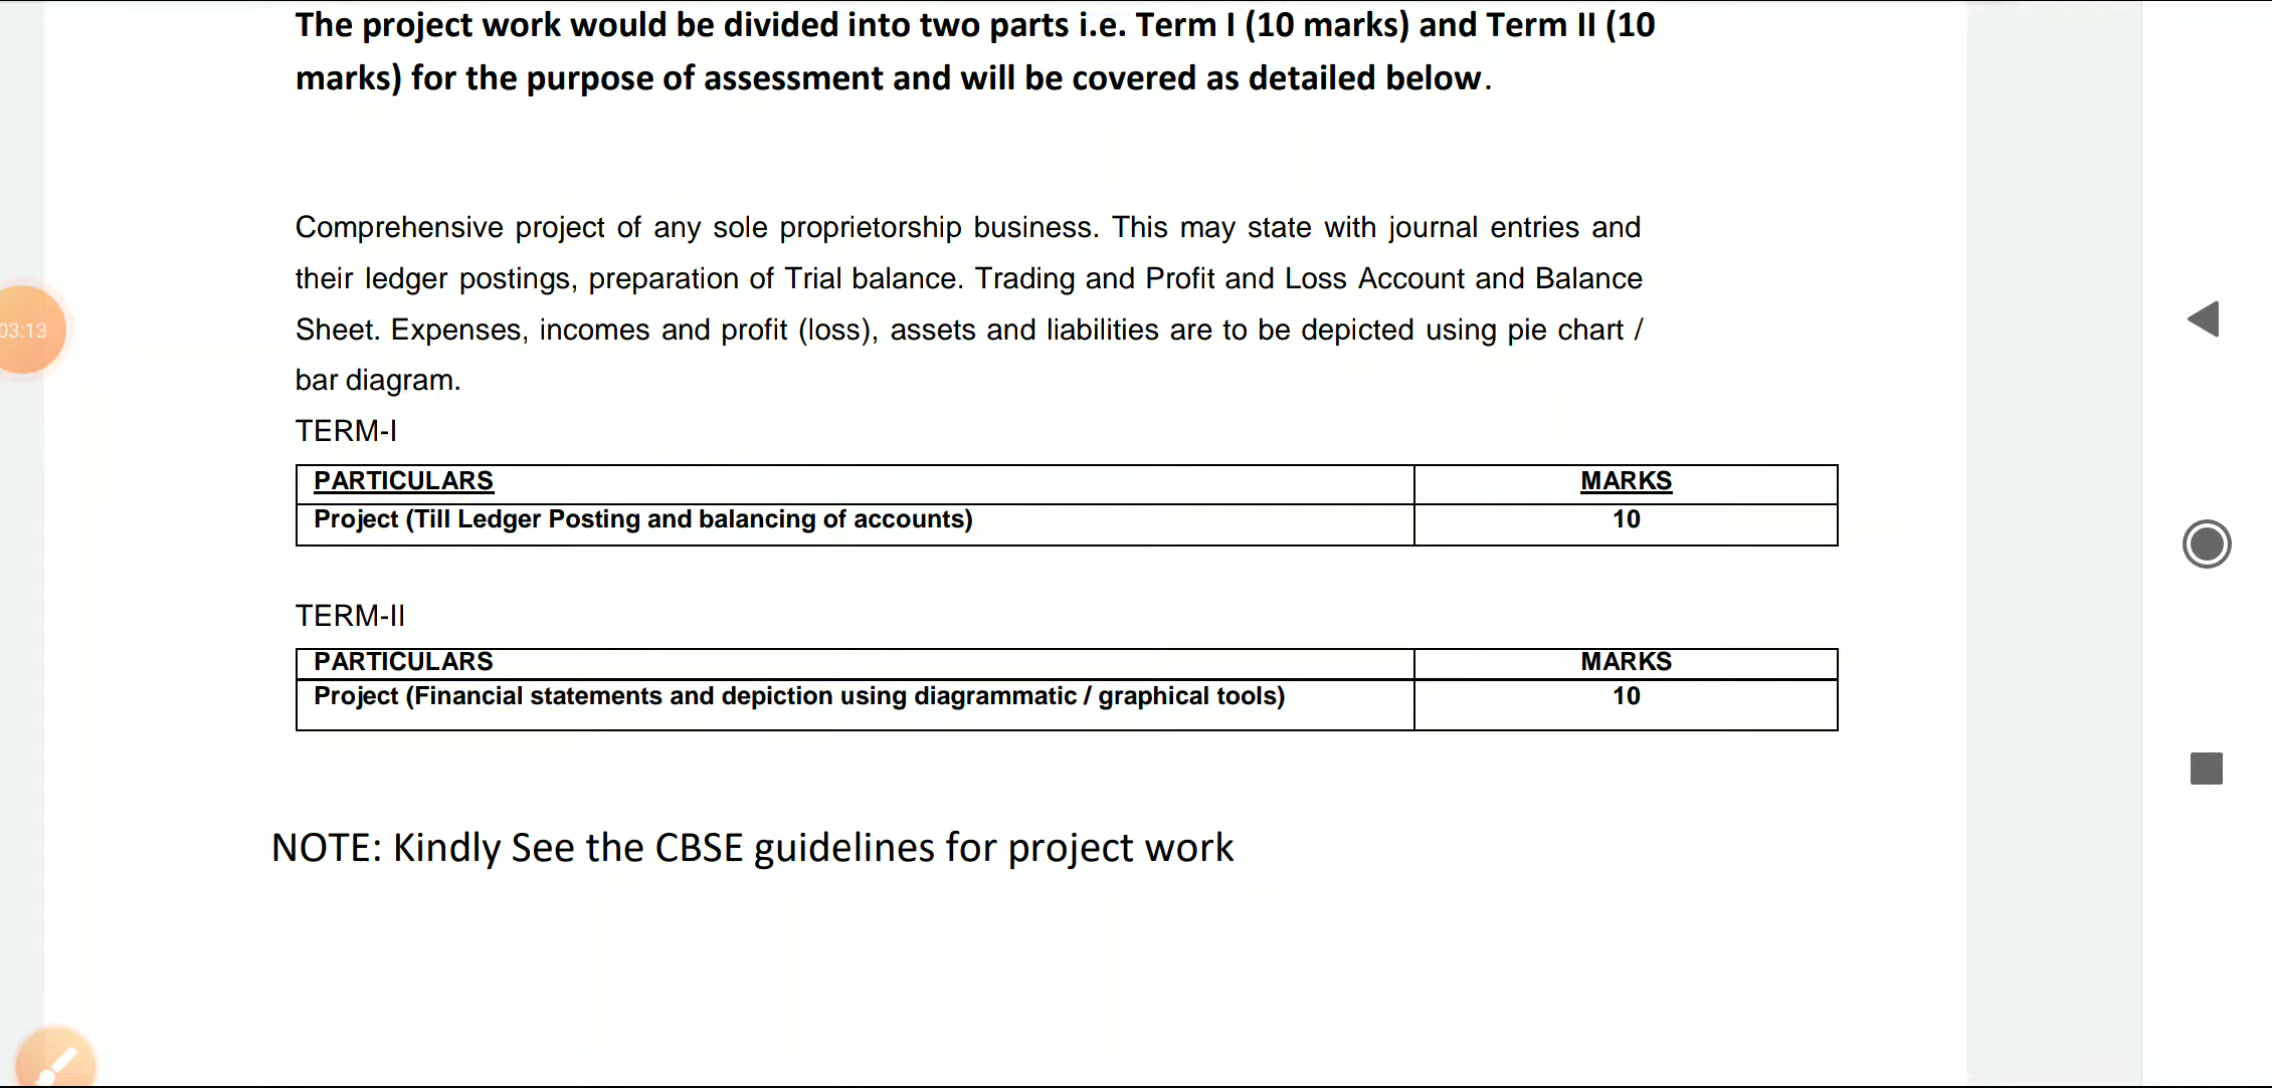 The project work would be divided into two parts i.e. Term I (10 marks) and Term II (10
marks) for the purpose of assessment and will be covered as detailed below.
Comprehensive project of any sole proprietorship business. This may state with journal entries and
their ledger postings, preparation of Trial balance. Trading and Profit and Loss Account and Balance
Sheet. Expenses, incomes and profit (loss), assets and liabilities are to be depicted using pie chart /
bar diagram.
03:13
TERM-I
PARTICULARS MARKS
Project (Till Ledger Posting and balancing of accounts) 10
TERM-II
PARTICULARS MARKS
Project (Financial statements and depiction using diagrammatic / graphical tools) 10
NOTE: Kindly See the CBSE guidelines for project work